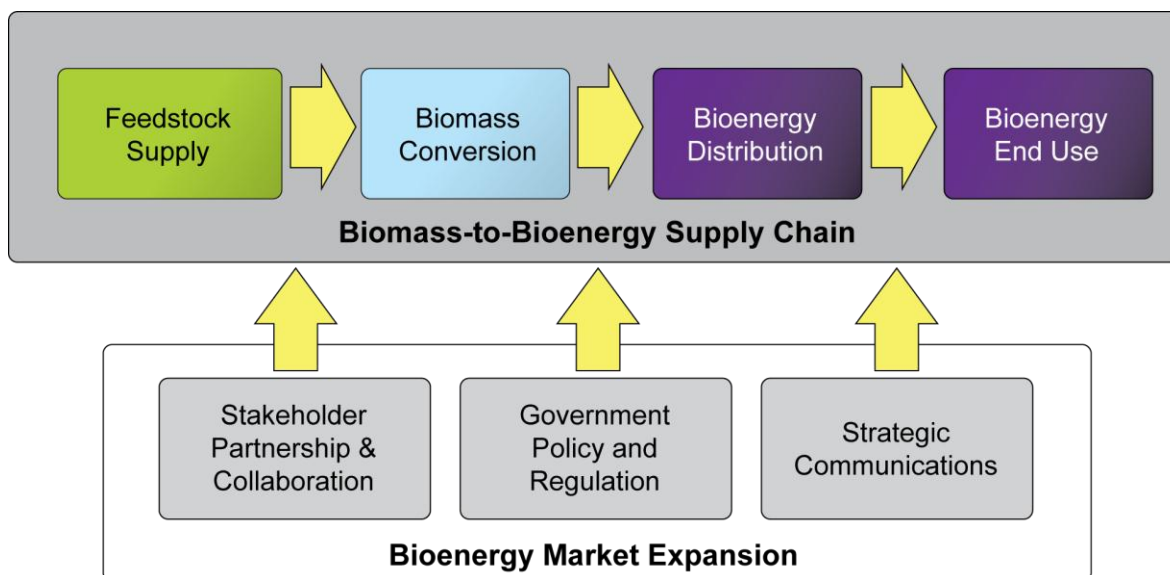 Feedstock
Supply
Biomass
Conversion
Bioenergy
Distribution
Bioenergy
End Use
Biomass-to-Bioenergy Supply Chain
Stakeholder
Partnership &
Collaboration
Government
Policy and
Regulation
Strategic
Communications
Bioenergy Market Expansion